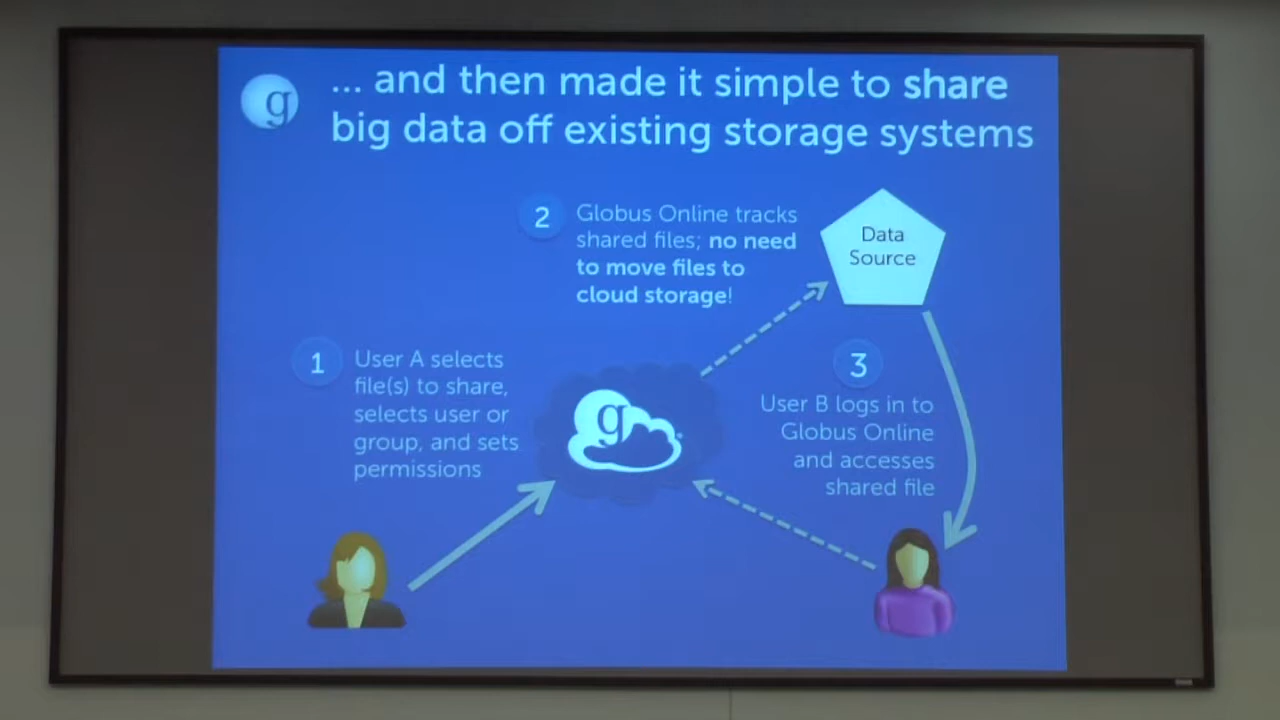 ... and then made it simple to share
big data off existing storage systems
g
2
Globus Online tracks
shared files; no need
to move files to
cloud storage!
Data
Source
1
User A selects
file(s) to share,
selects user or
group, and sets
permissions
g
3
User B logs in to
Globus Online
and accesses
shared file